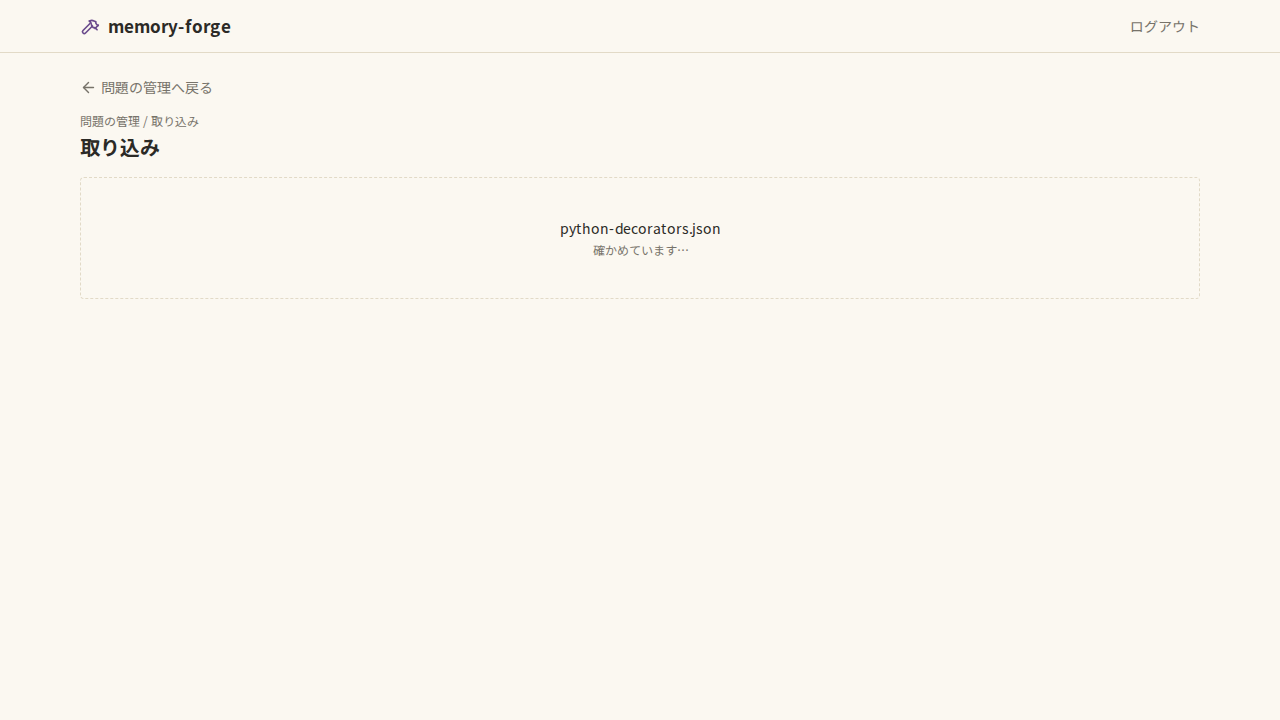 memory-forge
ログアウト
← 問題の管理へ戻る
問題の管理 / 取り込み
取り込み
python-decorators.json
確かめています…